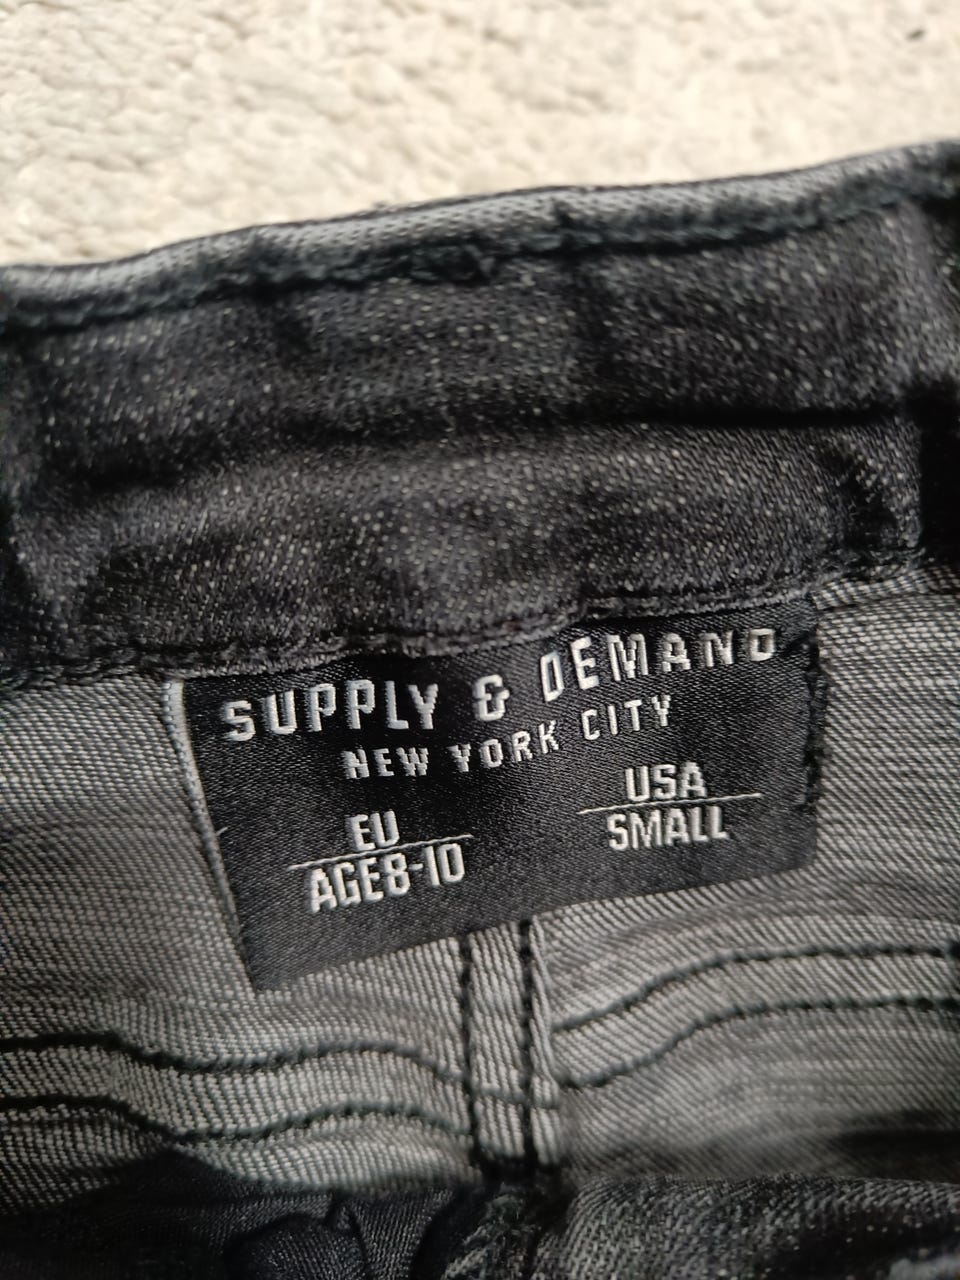 SUPPLY & DEMAND
NEW YORK CITY
EU
AGE8-10
USA
SMALL